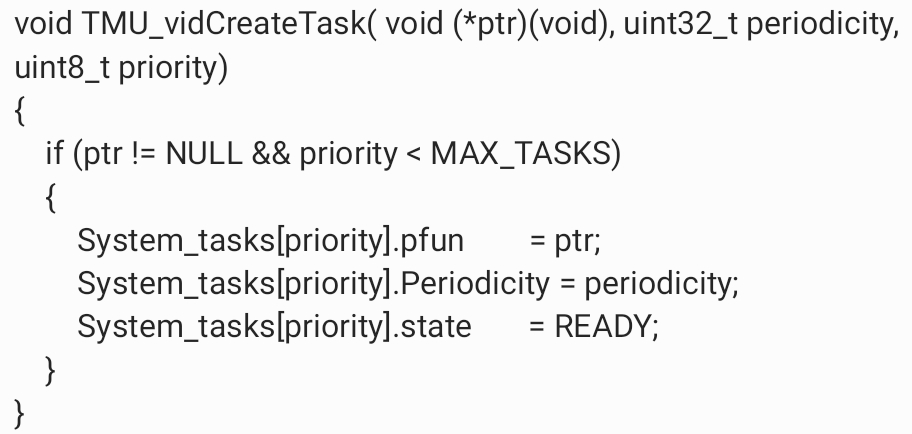 void TMU_vidCreateTask( void (*ptr)(void), uint32_t periodicity,
uint8_t priority)
{
    if (ptr != NULL && priority < MAX_TASKS)
    {
        System_tasks[priority].pfun        = ptr;
        System_tasks[priority].Periodicity = periodicity;
        System_tasks[priority].state       = READY;
    }
}